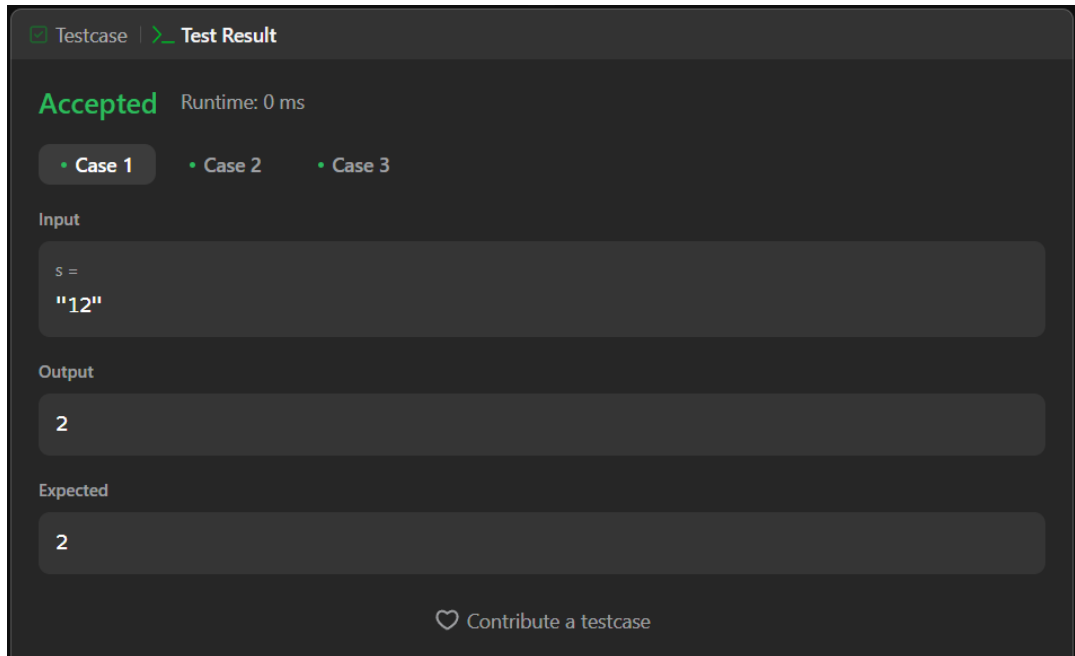 Testcase | >_ Test Result
Accepted Runtime: 0 ms
• Case 1 • Case 2 • Case 3
Input
s =
"12"
Output
2
Expected
2
Contribute a testcase